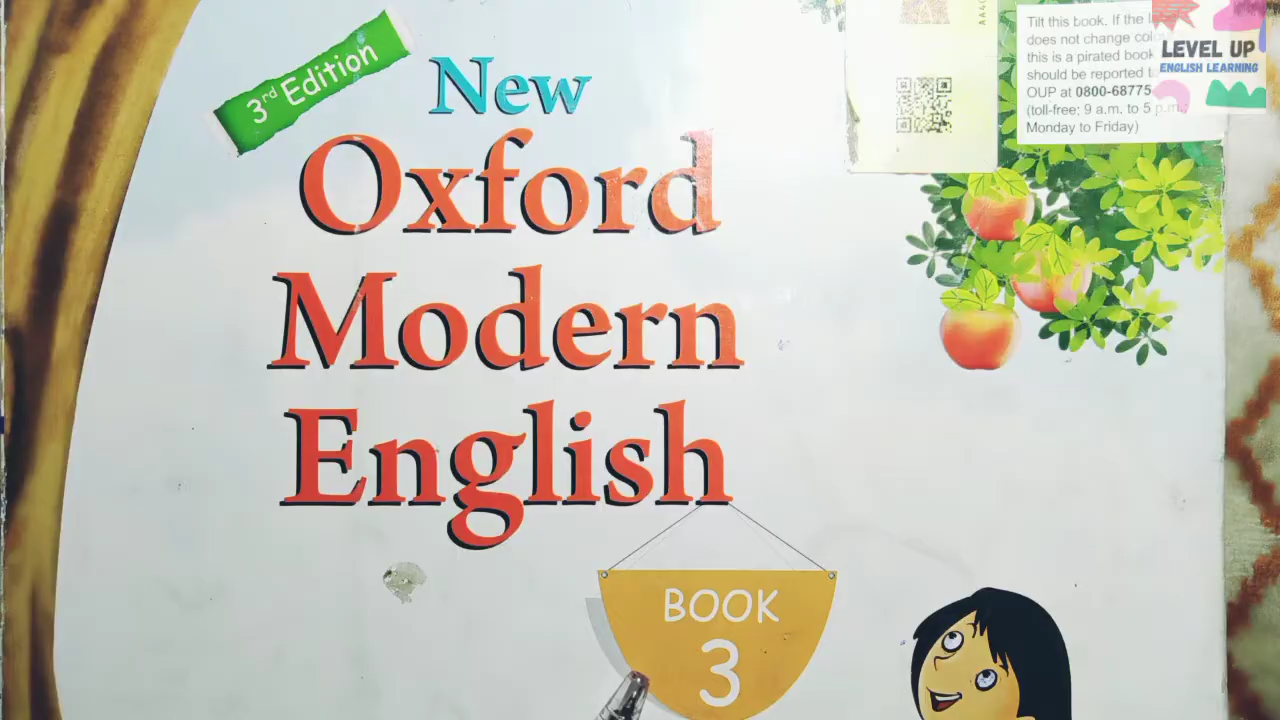 3rd Edition
New
Oxford
Modern
English
BOOK
3
Tilt this book. If the
does not change
this is a pirated book
should be reported
OUP at 0800-68775
(toll-free; 9 a.m. to 5 p.m.;
Monday to Friday)
LEVEL UP
ENGLISH LEARNING